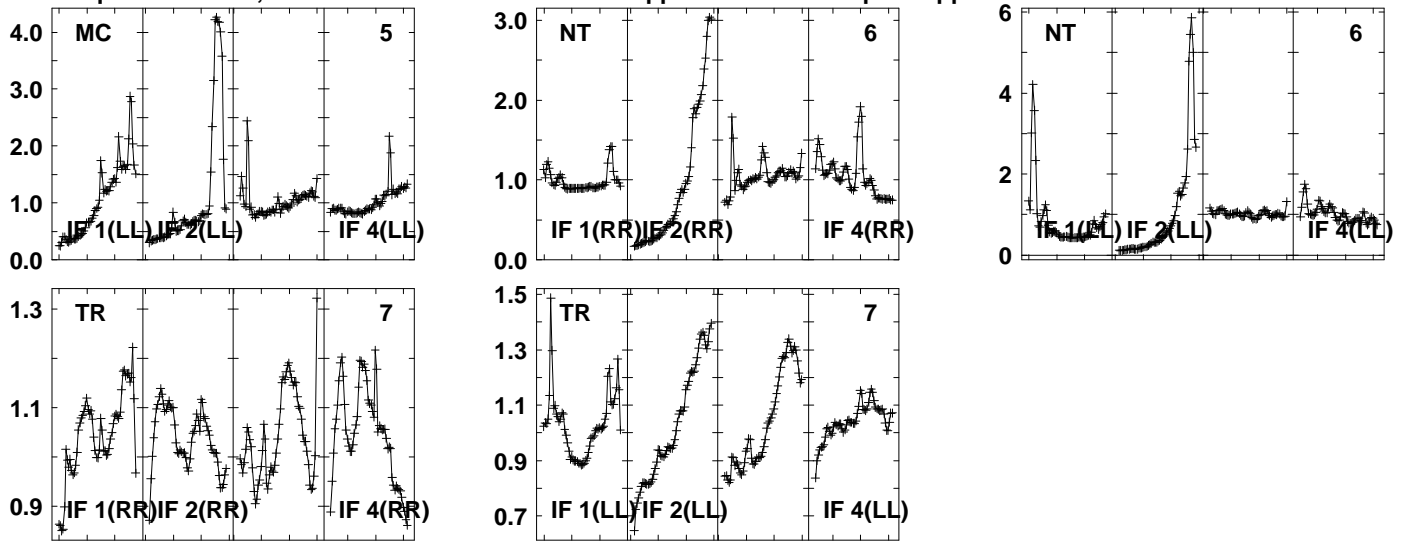 MC 5
4.0
3.0
2.0
1.0
0.0
IF 1(LL) IF 2(LL) IF 4(LL)
NT 6
3.0
2.0
1.0
0.0
IF 1(RR) IF 2(RR) IF 4(RR)
NT 6
6
4
2
0
IF 1(LL) IF 2(LL) IF 4(LL)
TR 7
1.3
1.1
0.9
IF 1(RR) IF 2(RR) IF 4(RR)
TR 7
1.5
1.3
1.1
0.9
0.7
IF 1(LL) IF 2(LL) IF 4(LL)